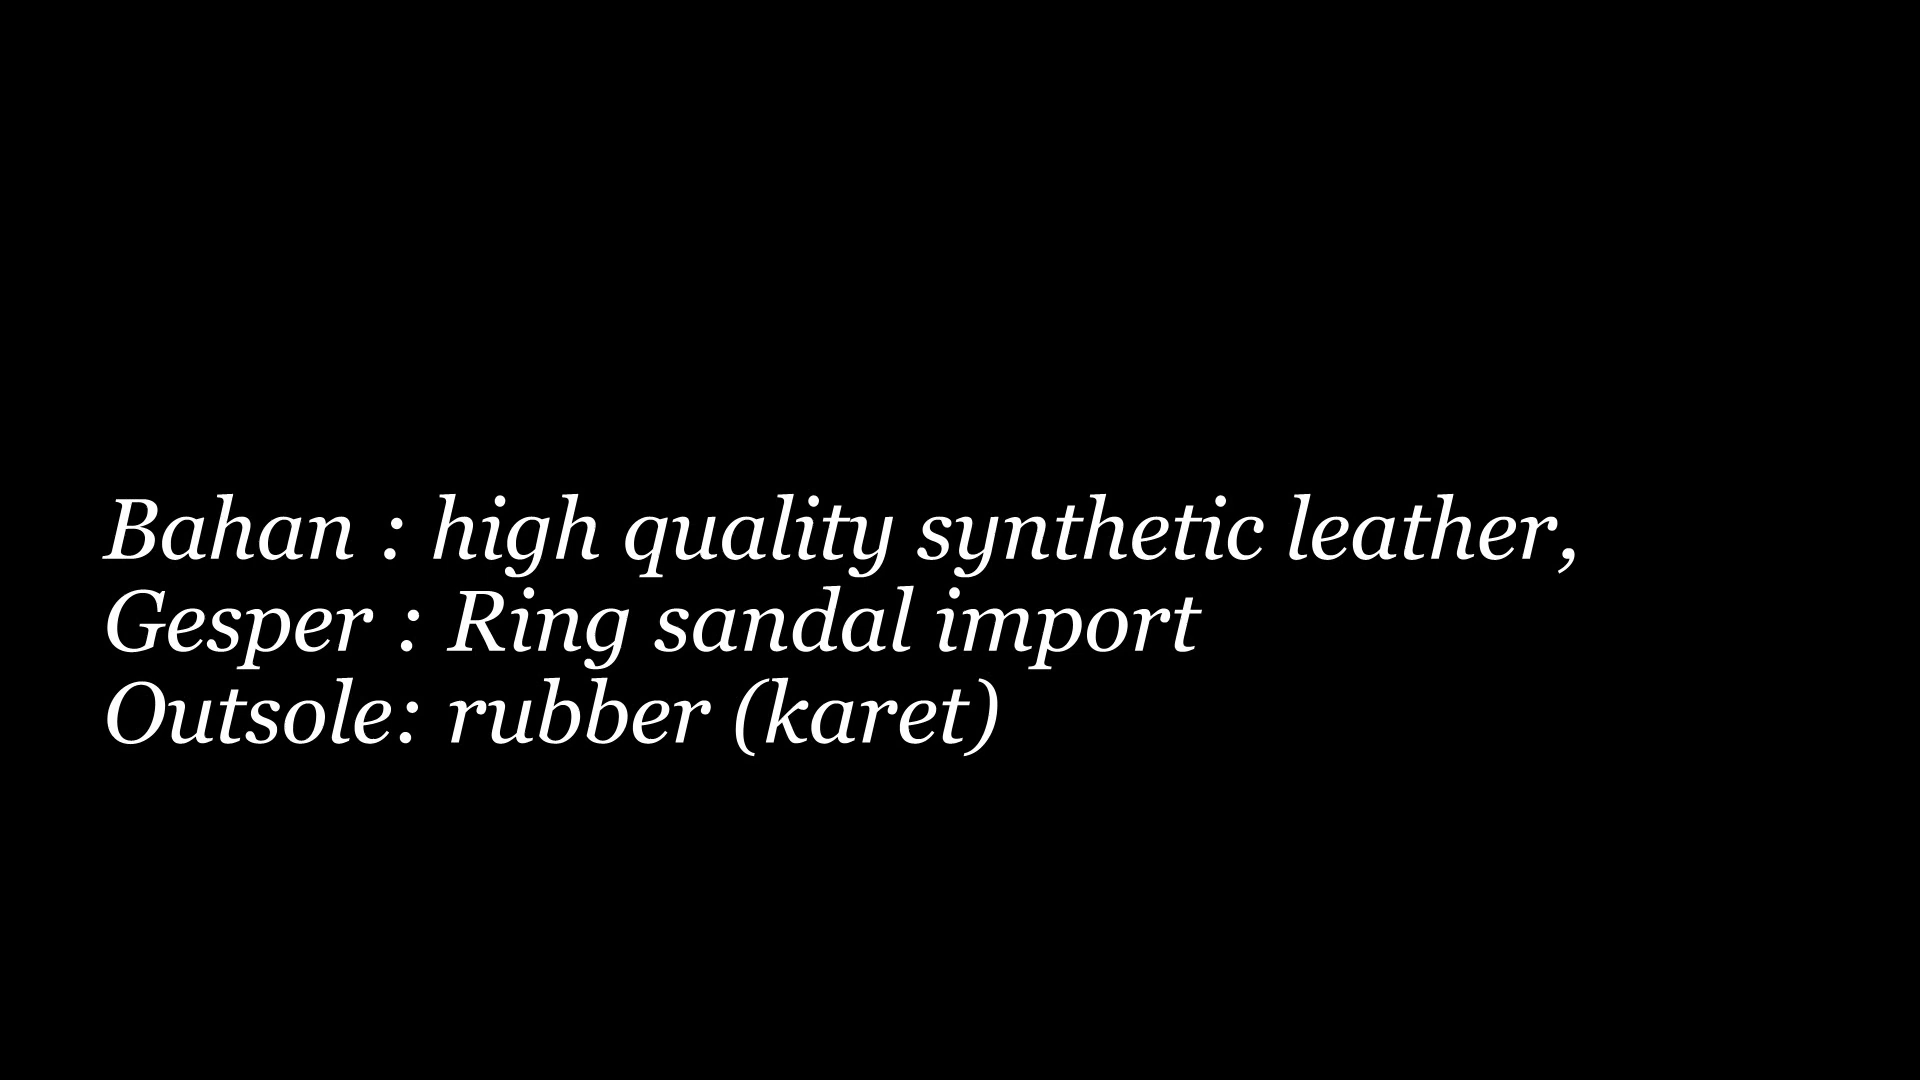 Bahan : high quality synthetic leather,
Gesper : Ring sandal import
Outsole: rubber (karet)